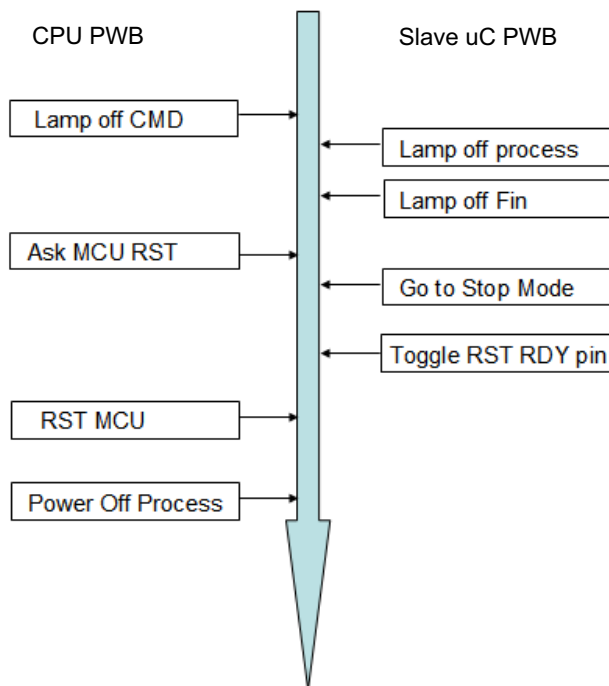 CPU PWB
Slave uC PWB
Lamp off CMD
Lamp off process
Lamp off Fin
Ask MCU RST
Go to Stop Mode
Toggle RST RDY pin
RST MCU
Power Off Process